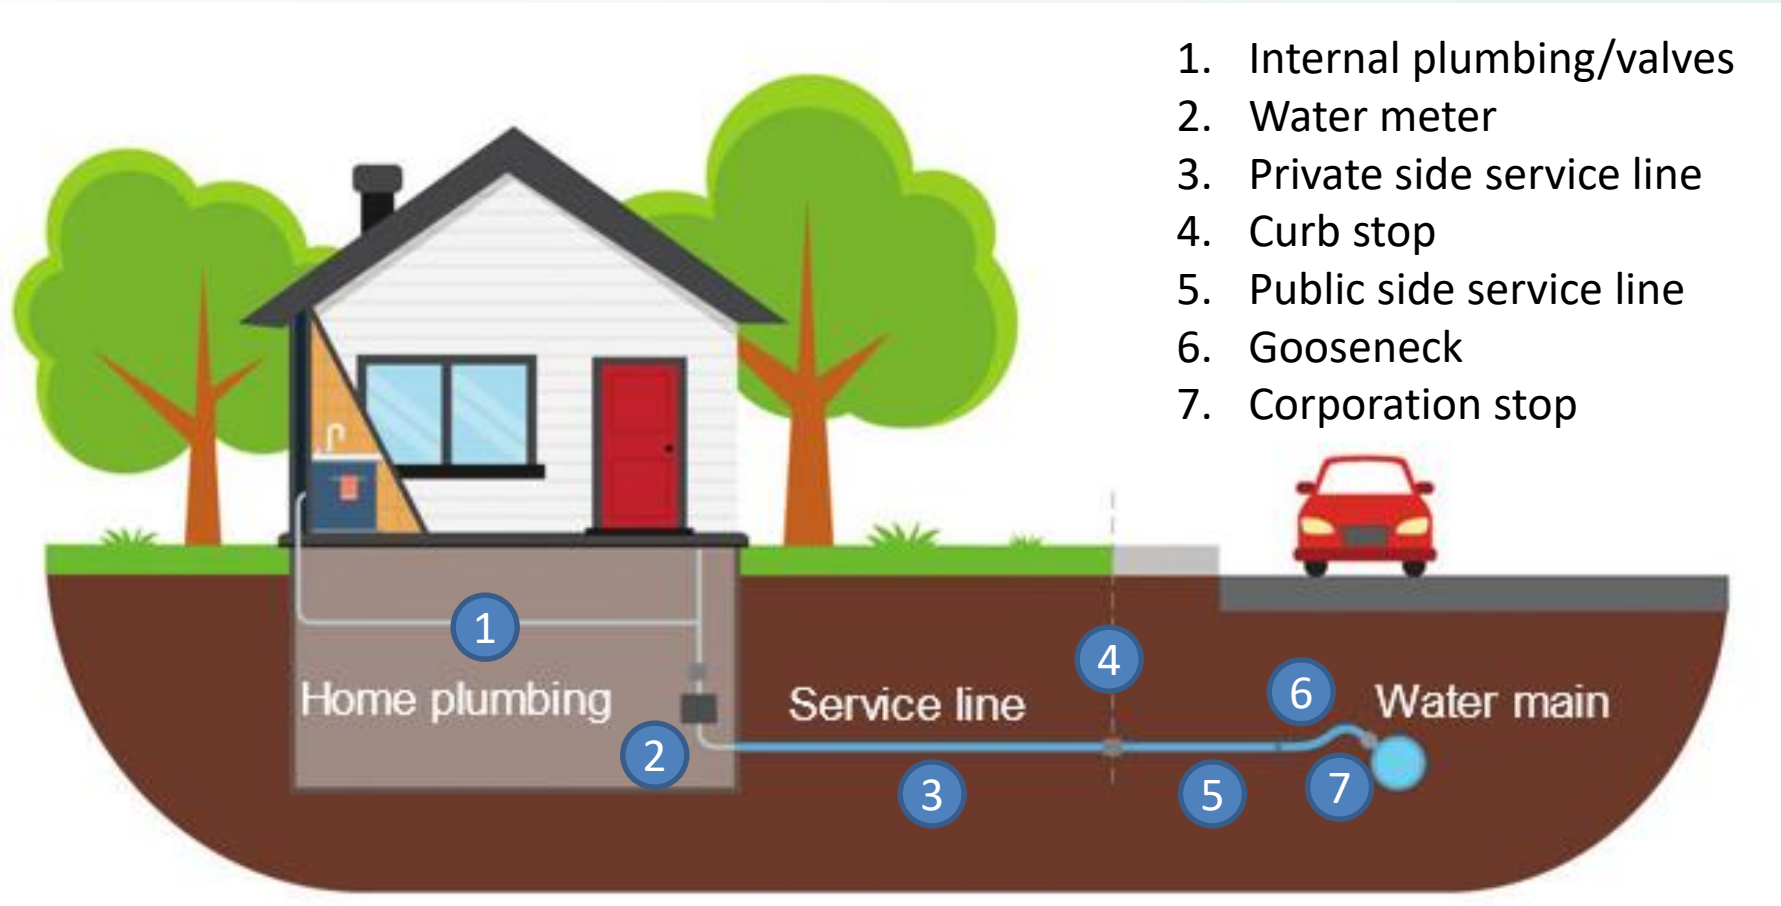 1. Internal plumbing/valves
2. Water meter
3. Private side service line
4. Curb stop
5. Public side service line
6. Gooseneck
7. Corporation stop
1
4
6
Home plumbing
Service line
Water main
2
3
5
7